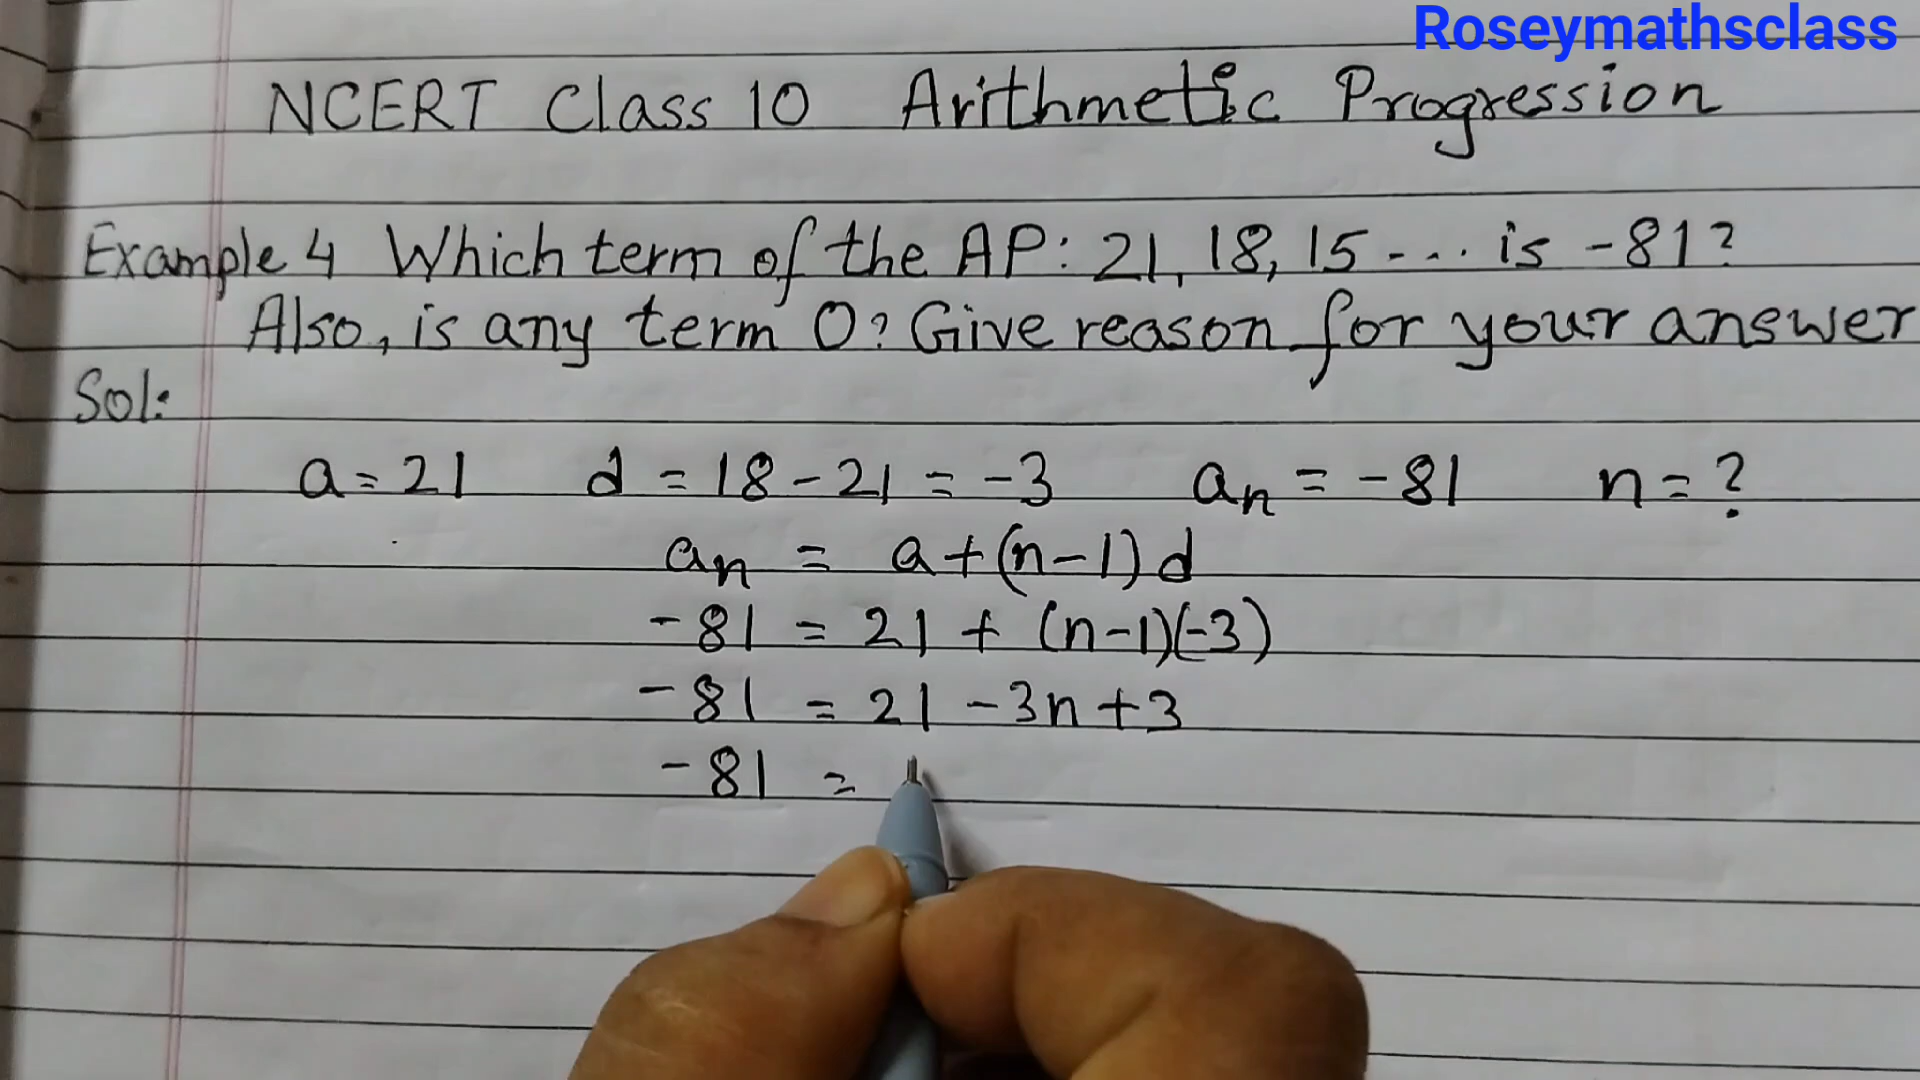 Roseymathsclass
NCERT Class 10 Arithmetic Progression
Example 4 Which term of the AP: 21, 18, 15 - . . . is -81?
Also, is any term 0? Give reason for your answer
Sol:
a = 21 d = 18 - 21 = -3 an = -81 n = ?
an = a + (n-1) d
-81 = 21 + (n-1)(-3)
-81 = 21 - 3n + 3
-81 =